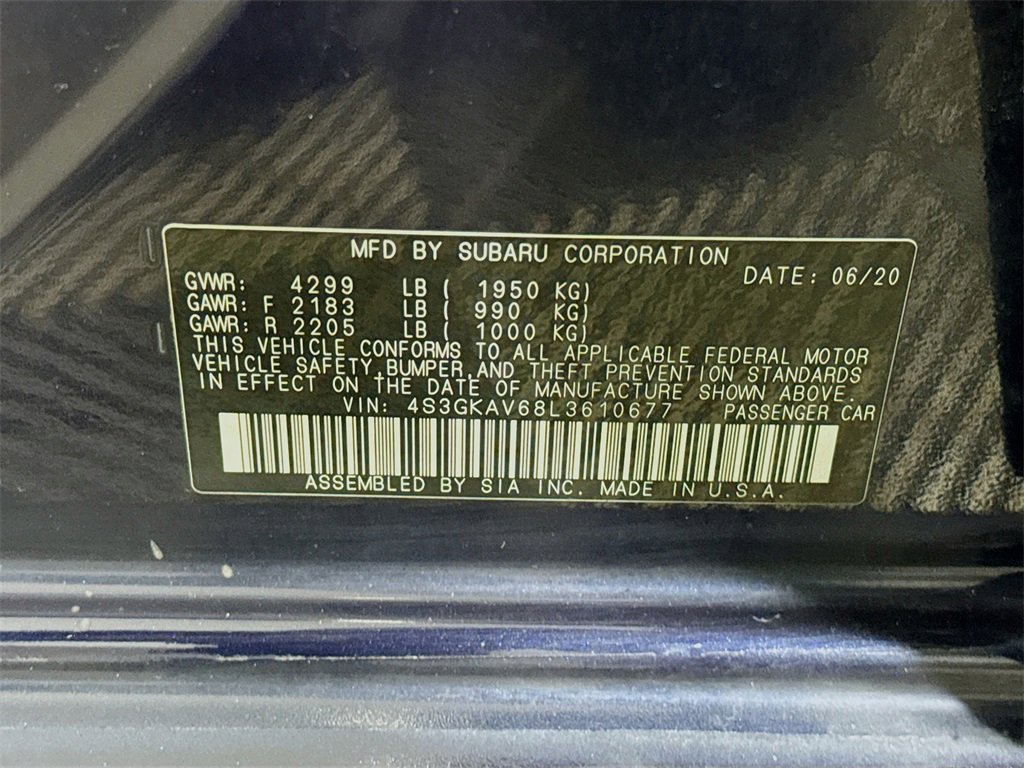 MFD BY SUBARU CORPORATION
DATE: 06/20
GVWR: 4299 LB ( 1950 KG)
GAWR: F 2183 LB ( 990 KG)
GAWR: R 2205 LB ( 1000 KG)
THIS VEHICLE CONFORMS TO ALL APPLICABLE FEDERAL MOTOR
VEHICLE SAFETY,BUMPER,AND THEFT PREVENTION STANDARDS
IN EFFECT ON THE DATE OF MANUFACTURE SHOWN ABOVE.
VIN: 4S3GKAV68L3610677 PASSENGER CAR
ASSEMBLED BY SIA INC. MADE IN U.S.A.